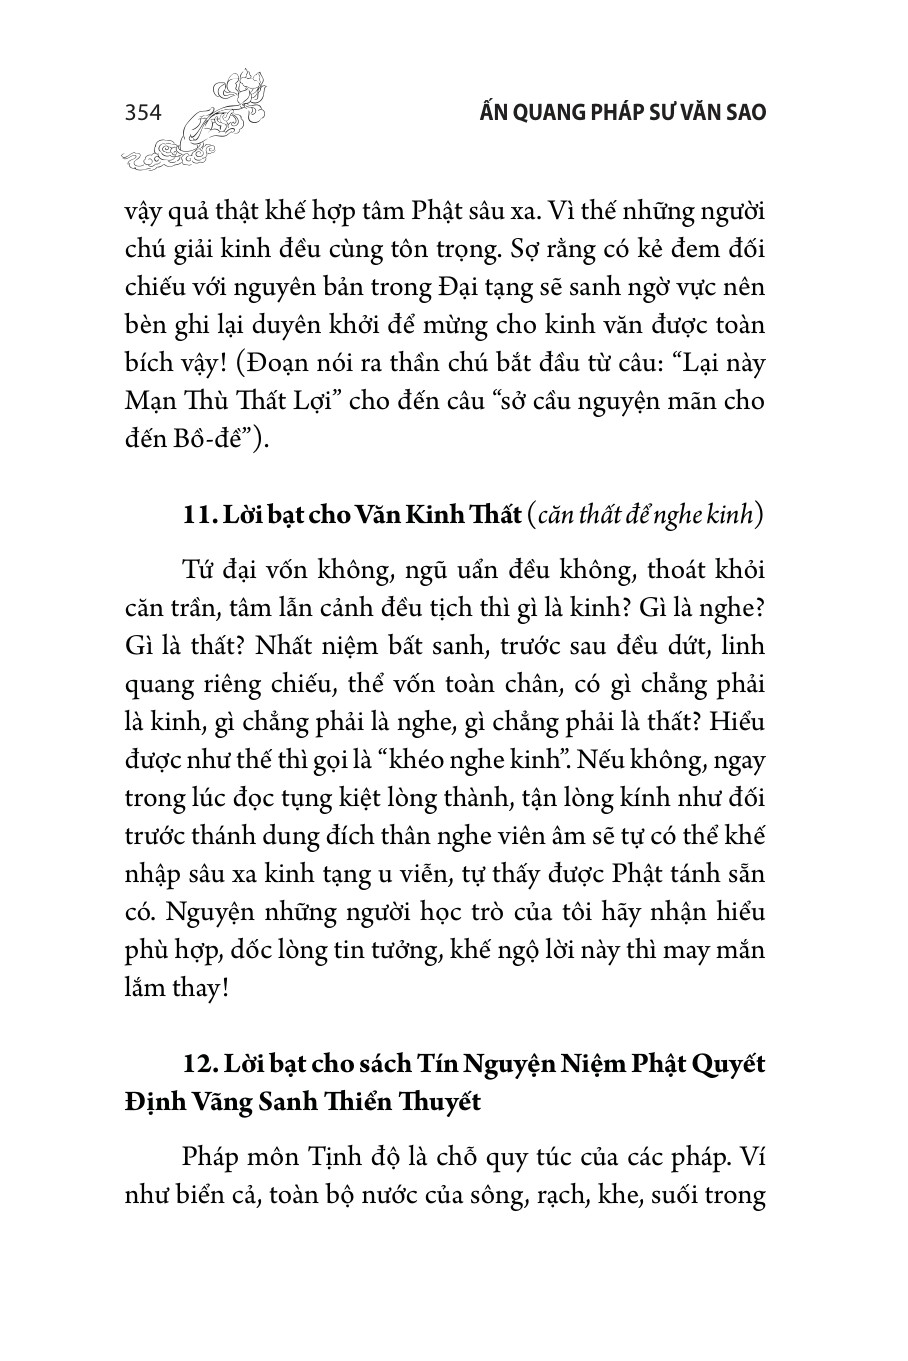 354
ẤN QUANG PHÁP SƯ VĂN SAO
vậy quả thật khế hợp tâm Phật sâu xa. Vì thế những người
chú giải kinh đều cùng tôn trọng. Sợ rằng có kẻ đem đối
chiếu với nguyên bản trong Đại tạng sẽ sanh ngờ vực nên
bèn ghi lại duyên khởi để mừng cho kinh văn được toàn
bích vậy! (Đoạn nói ra thần chú bắt đầu từ câu: “Lại này
Mạn Thù Thất Lợi” cho đến câu “sở cầu nguyện mãn cho
đến Bồ-đề”).
11. Lời bạt cho Văn Kinh Thất (căn thất để nghe kinh)
Tứ đại vốn không, ngũ uẩn đều không, thoát khỏi
căn trần, tâm lẫn cảnh đều tịch thì gì là kinh? Gì là nghe?
Gì là thất? Nhất niệm bất sanh, trước sau đều dứt, linh
quang riêng chiếu, thể vốn toàn chân, có gì chẳng phải
là kinh, gì chẳng phải là nghe, gì chẳng phải là thất? Hiểu
được như thế thì gọi là “khéo nghe kinh”. Nếu không, ngay
trong lúc đọc tụng kiệt lòng thành, tận lòng kính như đối
trước thánh dung đích thân nghe viên âm sẽ tự có thể khế
nhập sâu xa kinh tạng u viễn, tự thấy được Phật tánh sẵn
có. Nguyện những người học trò của tôi hãy nhận hiểu
phù hợp, dốc lòng tin tưởng, khế ngộ lời này thì may mắn
lắm thay!
12. Lời bạt cho sách Tín Nguyện Niệm Phật Quyết
Định Vãng Sanh Thiển Thuyết
Pháp môn Tịnh độ là chỗ quy túc của các pháp. Ví
như biển cả, toàn bộ nước của sông, rạch, khe, suối trong